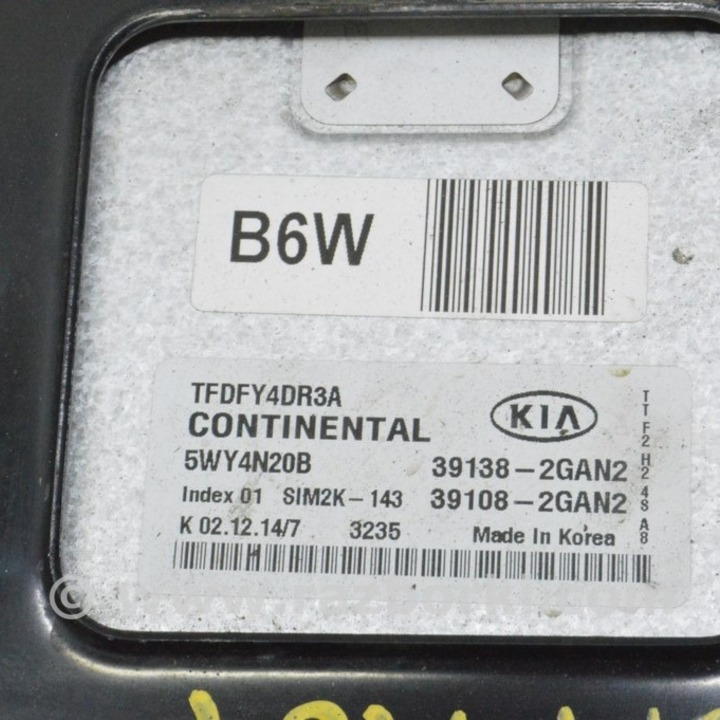 B6W
TFDFY4DR3A
CONTINENTAL
KIA
5WY4N20B 39138-2GAN2
Index 01 SIM2K-143 39108-2GAN2
K 02.12.14/7 3235 Made In Korea
TTF2H248A8